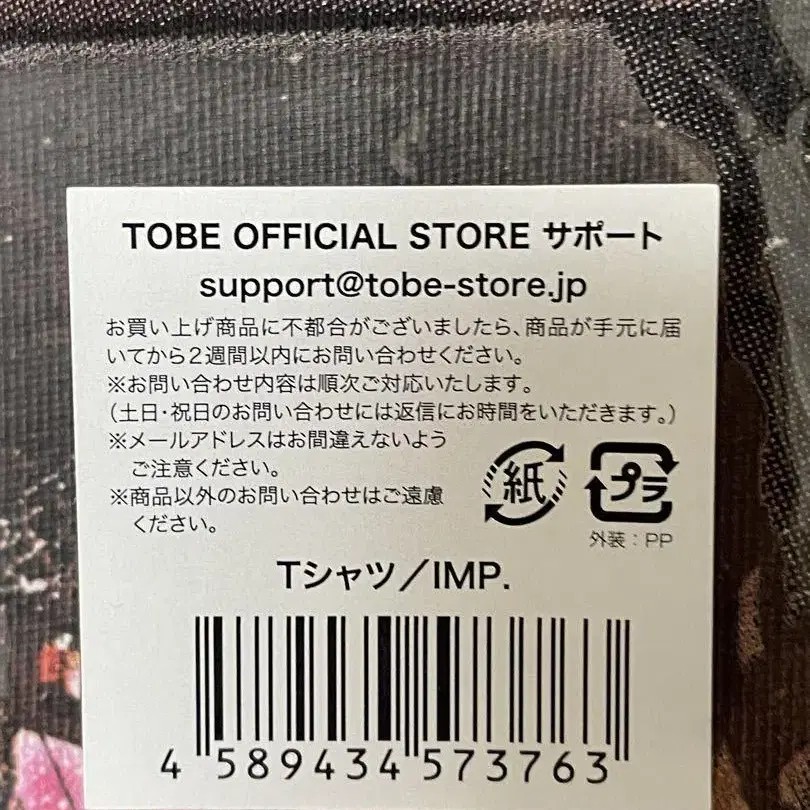 TOBE OFFICIAL STORE サポート
support@tobe-store.jp
お買い上げ商品に不都合がございましたら、商品が手元に届
いてから2週間以内にお問い合わせください。
※お問い合わせ内容は順次ご対応いたします。
（土日・祝日のお問い合わせには返信にお時間をいただきます。）
※メールアドレスはお間違えないよう
ご注意ください。
※商品以外のお問い合わせはご遠慮
ください。
紙
プラ
外装：PP
Tシャツ／IMP.
4 589434 573763